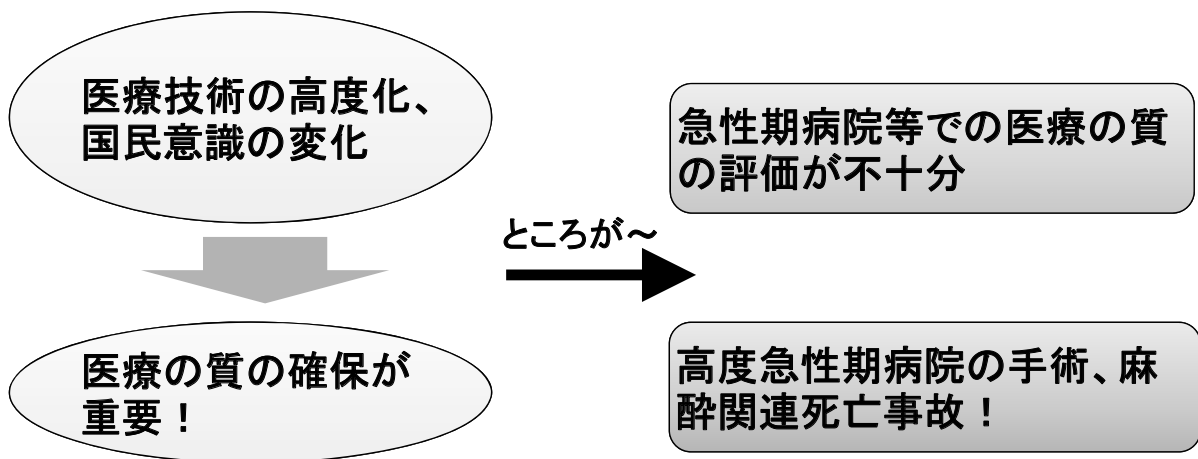 医療技術の高度化、
国民意識の変化
急性期病院等での医療の質
の評価が不十分
ところが～
医療の質の確保が
重要！
高度急性期病院の手術、麻
酔関連死亡事故！